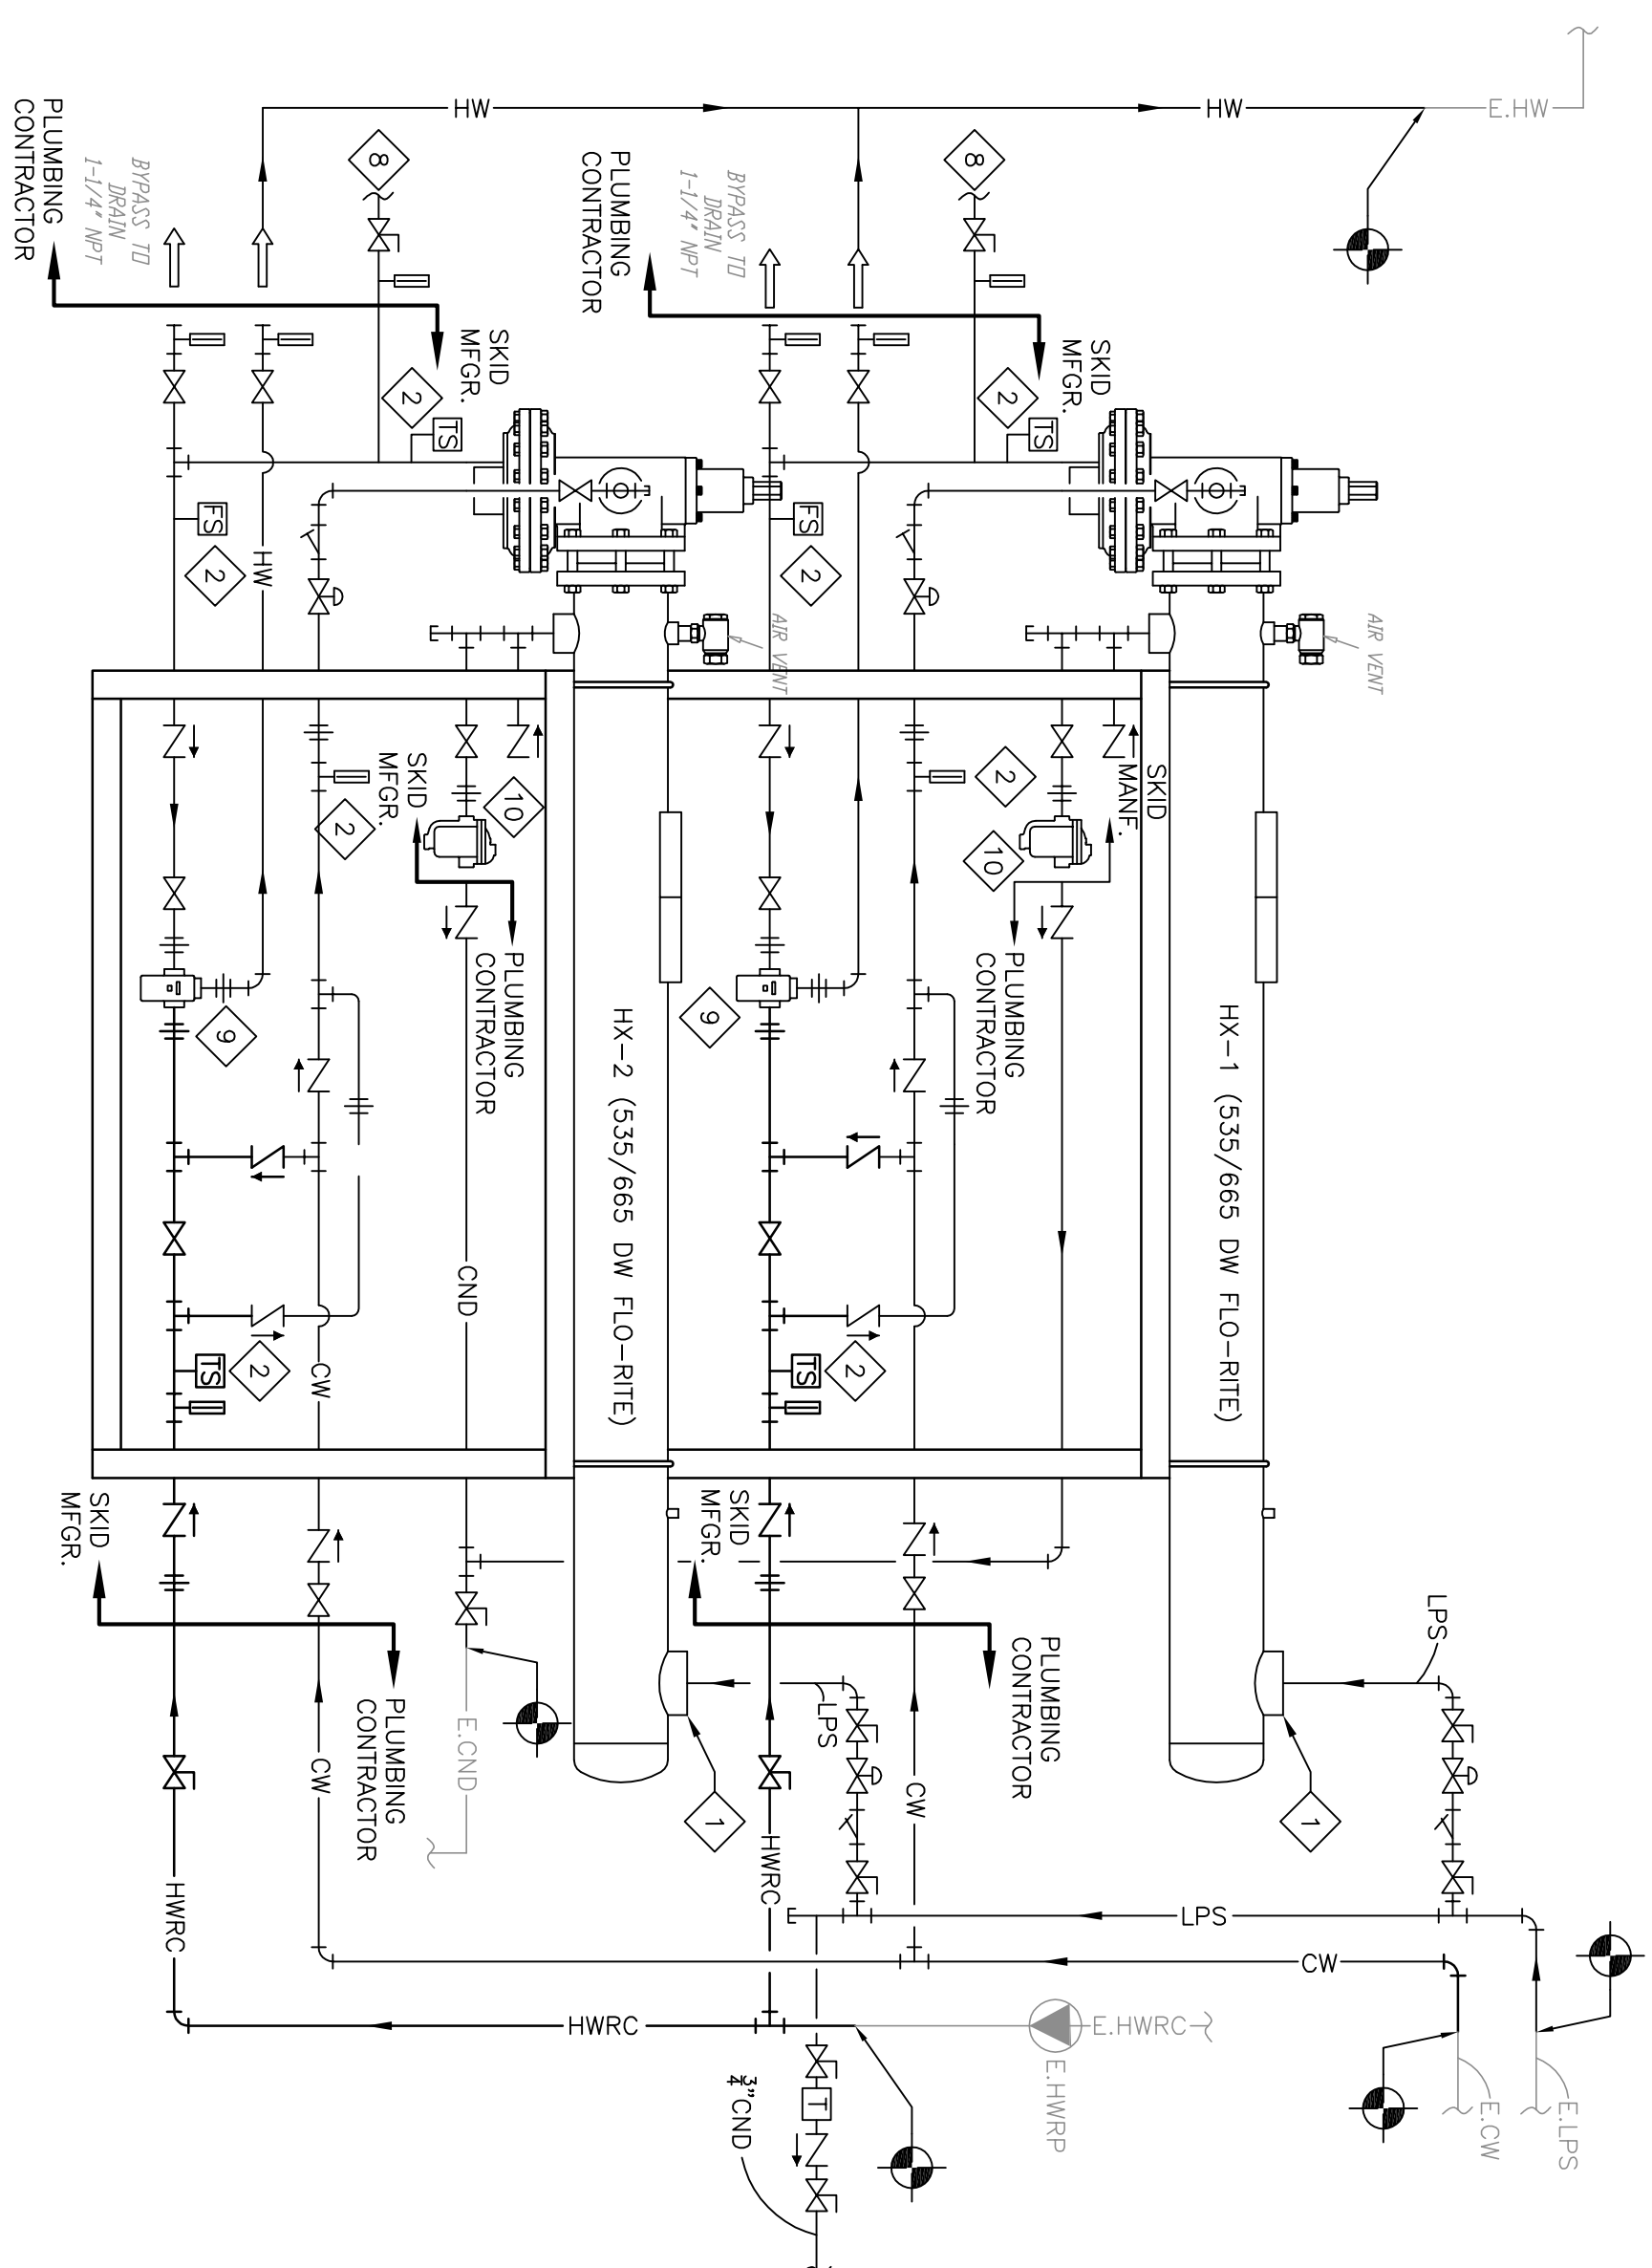 E.HW
HW
HW
8
8
PLUMBING
CONTRACTOR
BYPASS TO
DRAIN
1-1/4" NPT
PLUMBING
CONTRACTOR
BYPASS TO
DRAIN
1-1/4" NPT
SKID
MFGR.
2
TS
SKID
MFGR.
2
TS
FS
2
FS
2
HW
AIR VENT
AIR VENT
SKID
MANF.
2
10
PLUMBING
CONTRACTOR
HX-1 (535/665 DW FLO-RITE)
9
2
TS
SKID
MFGR.
10
2
PLUMBING
CONTRACTOR
HX-2 (535/665 DW FLO-RITE)
9
CND
CW
2
TS
SKID
MFGR.
PLUMBING
CONTRACTOR
SKID
MFGR.
PLUMBING
CONTRACTOR
LPS
LPS
1
1
CW
CW
E.CND
HWRC
HWRC
LPS
CW
HWRC
E.HWRC
E.HWRP
E.LPS
E.CW
T
3/4"CND